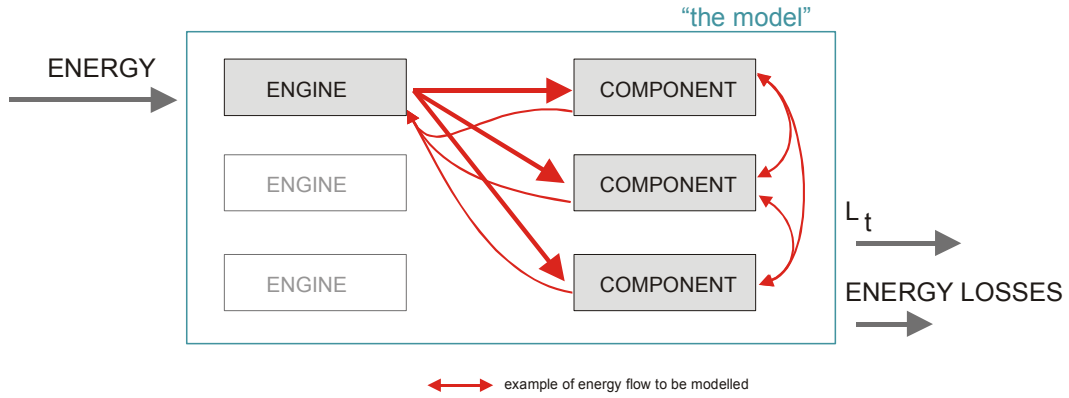 “the model”
ENERGY
ENGINE
COMPONENT
ENGINE
COMPONENT
L t
ENGINE
COMPONENT
ENERGY LOSSES
example of energy flow to be modelled